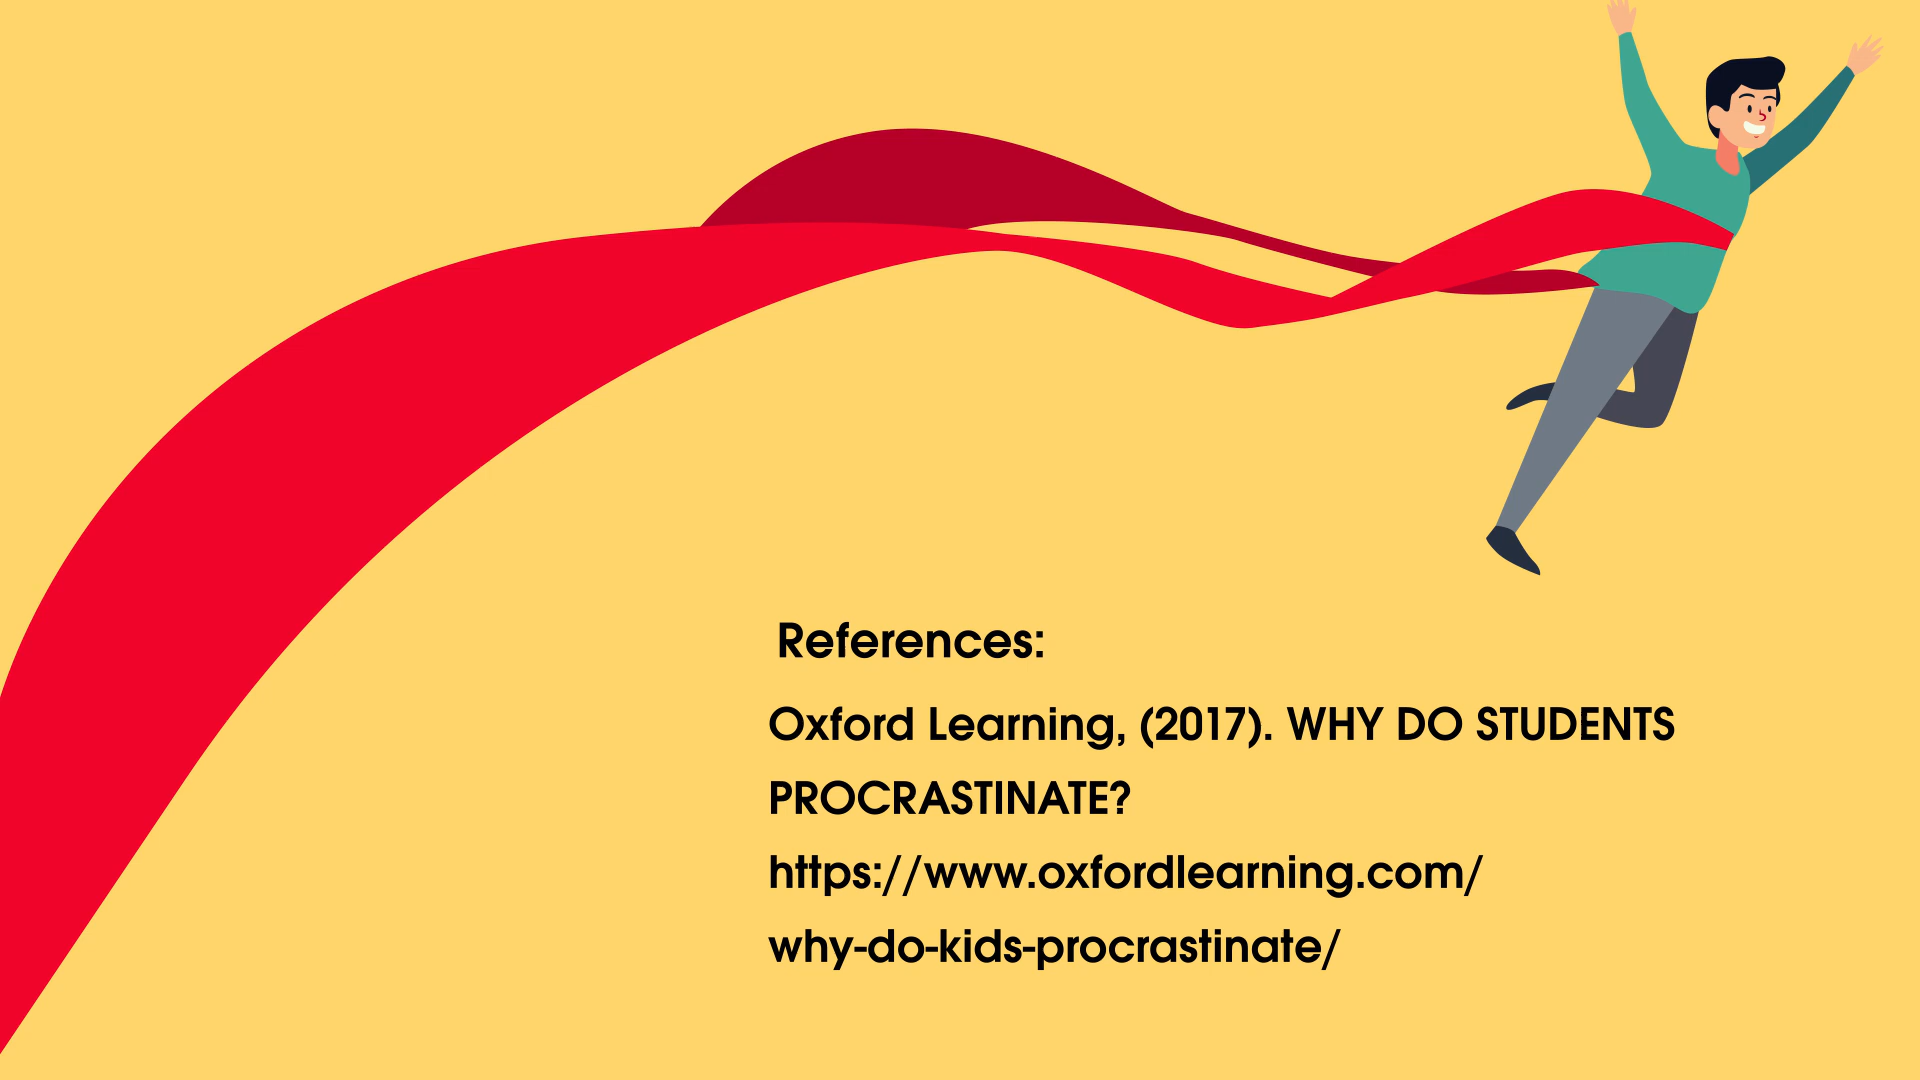 References:
Oxford Learning, (2017). WHY DO STUDENTS
PROCRASTINATE?
https://www.oxfordlearning.com/
why-do-kids-procrastinate/